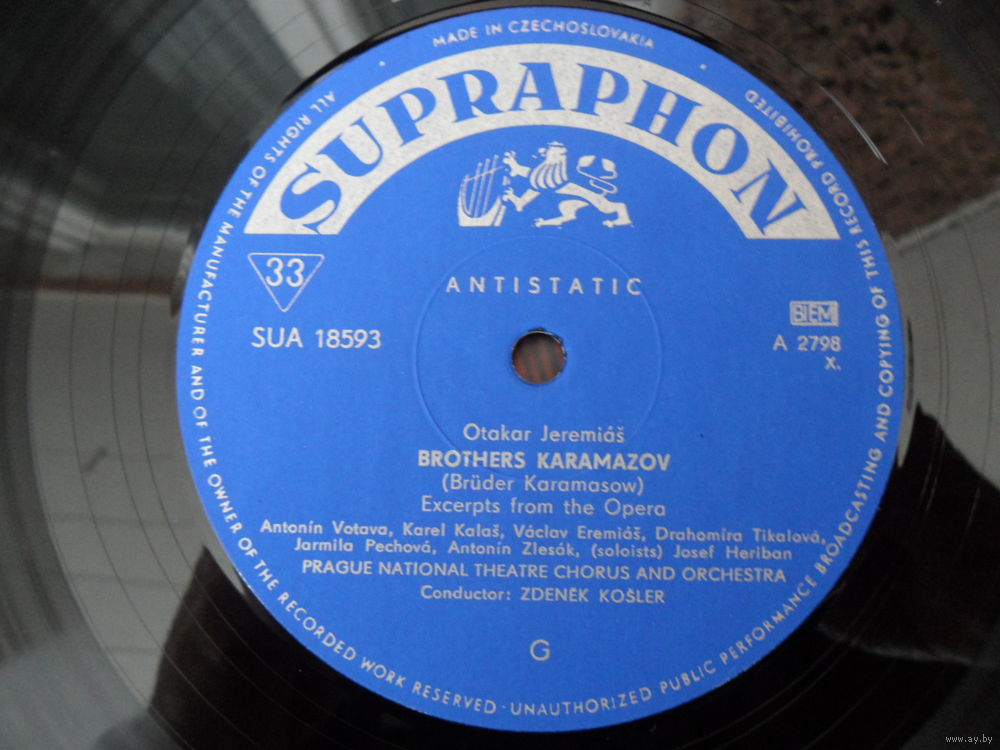 MADE IN CZECHOSLOVAKIA
SUPRAPHON
33
ANTISTATIC
BIEM
SUA 18593
A 2798
X.
Otakar Jeremiáš
BROTHERS KARAMAZOV
(Brüder Karamasow)
Excerpts from the Opera
Antonín Votava, Karel Kalaš, Václav Eremiáš, Drahomíra Tikalová,
Jarmila Pechová, Antonín Zlesák, (soloists) Josef Heriban
PRAGUE NATIONAL THEATRE CHORUS AND ORCHESTRA
Conductor: ZDENĚK KOŠLER
G
ALL RIGHTS OF THE MANUFACTURER AND OF THE OWNER OF THE RECORDED WORK RESERVED · UNAUTHORIZED PUBLIC PERFORMANCE BROADCASTING AND COPYING OF THIS RECORD PROHIBITED
www.ay.by